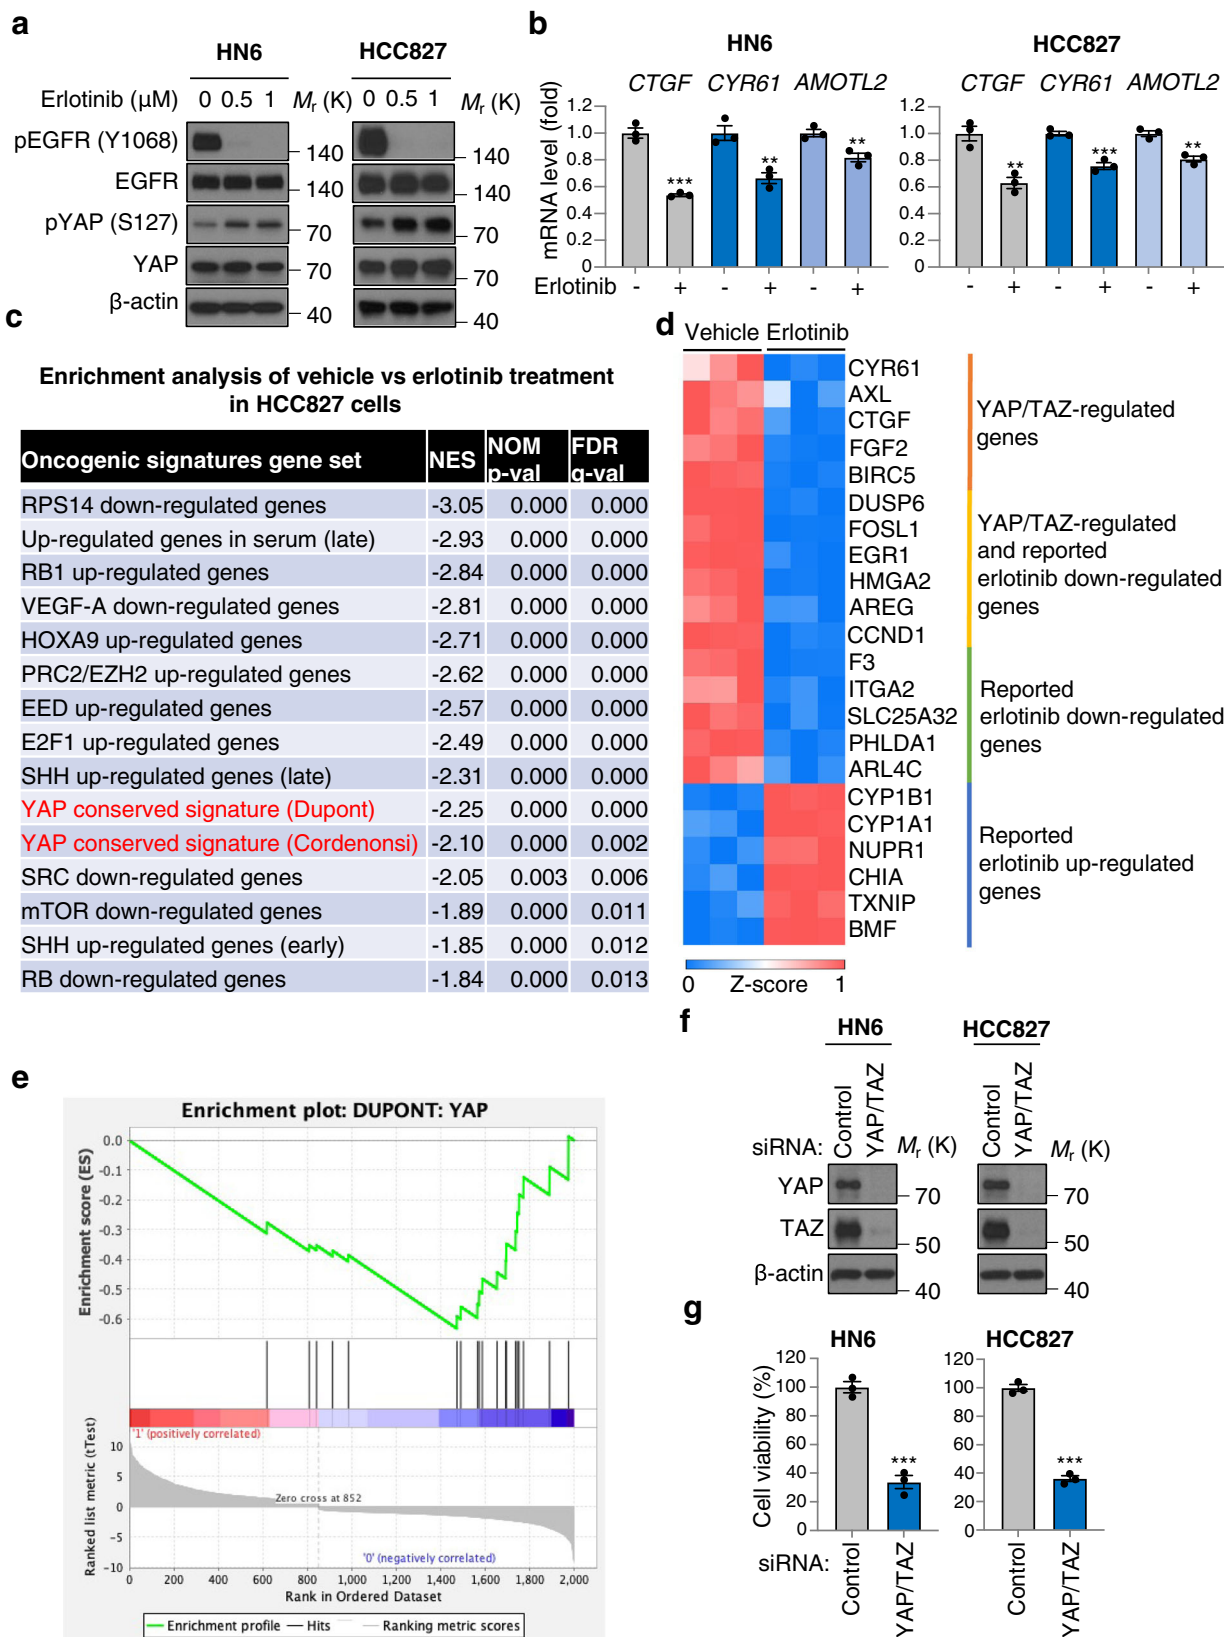 a
HN6
HCC827
Erlotinib (μM) 0 0.5 1 Mr (K) 0 0.5 1 Mr (K)
pEGFR (Y1068)
140
140
EGFR
140
140
pYAP (S127)
70
70
YAP
70
70
β-actin
40
40
b
HN6
HCC827
CTGF CYR61 AMOTL2
CTGF CYR61 AMOTL2
mRNA level (fold)
1.2
1.0
0.8
0.6
0.4
0.2
0
***
**
**
1.2
1.0
0.8
0.6
0.4
0.2
0
**
***
**
Erlotinib - + - + - +
- + - + - +
c
Enrichment analysis of vehicle vs erlotinib treatment
in HCC827 cells
Oncogenic signatures gene set NES NOM p-val FDR q-val
RPS14 down-regulated genes -3.05 0.000 0.000
Up-regulated genes in serum (late) -2.93 0.000 0.000
RB1 up-regulated genes -2.84 0.000 0.000
VEGF-A down-regulated genes -2.81 0.000 0.000
HOXA9 up-regulated genes -2.71 0.000 0.000
PRC2/EZH2 up-regulated genes -2.62 0.000 0.000
EED up-regulated genes -2.57 0.000 0.000
E2F1 up-regulated genes -2.49 0.000 0.000
SHH up-regulated genes (late) -2.31 0.000 0.000
YAP conserved signature (Dupont) -2.25 0.000 0.000
YAP conserved signature (Cordenonsi) -2.10 0.000 0.002
SRC down-regulated genes -2.05 0.003 0.006
mTOR down-regulated genes -1.89 0.000 0.011
SHH up-regulated genes (early) -1.85 0.000 0.012
RB down-regulated genes -1.84 0.000 0.013
d
Vehicle Erlotinib
CYR61
AXL
CTGF
FGF2
BIRC5
DUSP6
FOSL1
EGR1
HMGA2
AREG
CCND1
F3
ITGA2
SLC25A32
PHLDA1
ARL4C
CYP1B1
CYP1A1
NUPR1
CHIA
TXNIP
BMF
YAP/TAZ-regulated
genes
YAP/TAZ-regulated
and reported
erlotinib down-regulated
genes
Reported
erlotinib down-regulated
genes
Reported
erlotinib up-regulated
genes
0 Z-score 1
e
Enrichment plot: DUPONT: YAP
Enrichment score (ES)
0.0
-0.1
-0.2
-0.3
-0.4
-0.5
-0.6
'1' (positively correlated)
Ranked list metric (tTest)
10
5
0
-5
-10
Zero cross at 852
'0' (negatively correlated)
0 200 400 600 800 1,000 1,200 1,400 1,600 1,800 2,000
Rank in Ordered Dataset
Enrichment profile Hits Ranking metric scores
f
HN6
HCC827
siRNA: Control YAP/TAZ Mr (K)
Control YAP/TAZ Mr (K)
YAP
70
70
TAZ
50
50
β-actin
40
40
g
HN6
HCC827
Cell viability (%)
120
100
80
60
40
20
0
***
120
100
80
60
40
20
0
***
siRNA: Control YAP/TAZ
Control YAP/TAZ